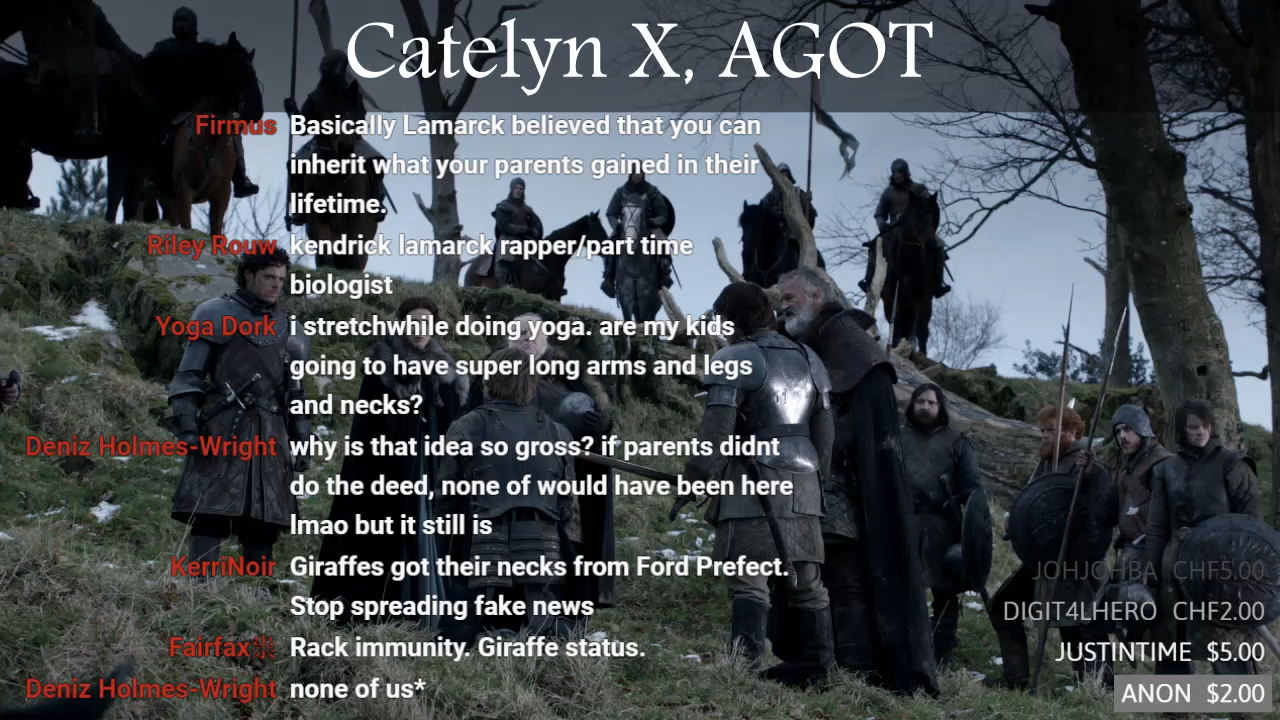 Catelyn X, AGOT
Firmus Basically Lamarck believed that you can
inherit what your parents gained in their
lifetime.
Riley Rouw kendrick lamarck rapper/part time
biologist
Yoga Dork i stretchwhile doing yoga. are my kids
going to have super long arms and legs
and necks?
Deniz Holmes-Wright why is that idea so gross? if parents didnt
do the deed, none of would have been here
lmao but it still is
KerriNoir Giraffes got their necks from Ford Prefect.
Stop spreading fake news
Fairfax Rack immunity. Giraffe status.
Deniz Holmes-Wright none of us*
JOHJOHBA CHF5.00
DIGIT4LHERO CHF2.00
JUSTINTIME $5.00
ANON $2.00